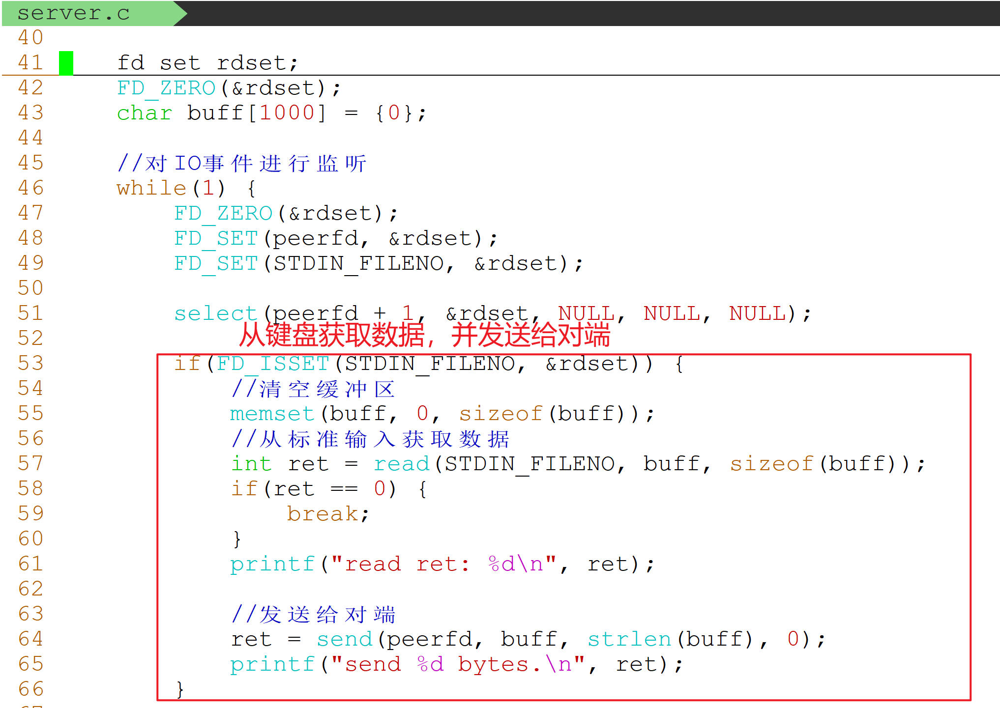 server.c
40
41 fd set rdset;
42 FD_ZERO(&rdset);
43 char buff[1000] = {0};
44
45 //对IO事件进行监听
46 while(1) {
47 FD_ZERO(&rdset);
48 FD_SET(peerfd, &rdset);
49 FD_SET(STDIN_FILENO, &rdset);
50
51 select(peerfd + 1, &rdset, NULL, NULL, NULL);
从键盘获取数据，并发送给对端
52
53 if(FD_ISSET(STDIN_FILENO, &rdset)) {
54 //清空缓冲区
55 memset(buff, 0, sizeof(buff));
56 //从标准输入获取数据
57 int ret = read(STDIN_FILENO, buff, sizeof(buff));
58 if(ret == 0) {
59 break;
60 }
61 printf("read ret: %d\n", ret);
62
63 //发送给对端
64 ret = send(peerfd, buff, strlen(buff), 0);
65 printf("send %d bytes.\n", ret);
66 }